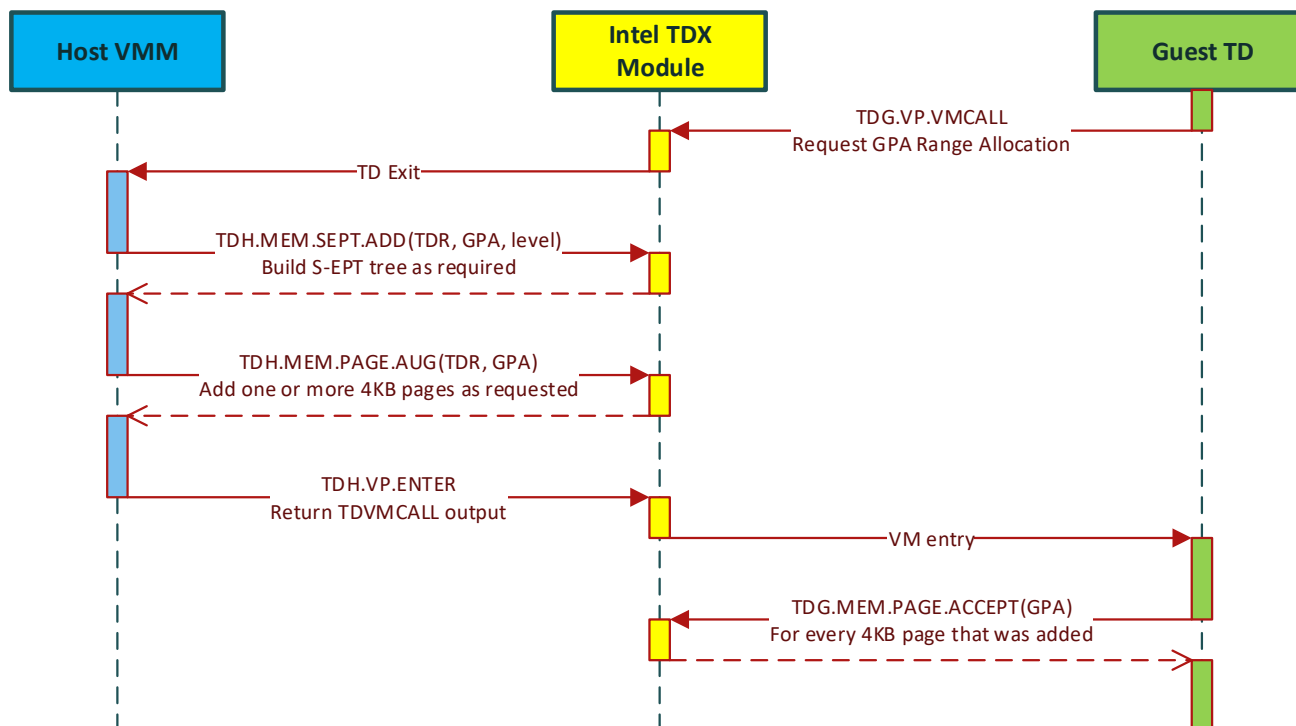 Host VMM
Intel TDX
Module
Guest TD
TDG.VP.VMCALL
Request GPA Range Allocation
TD Exit
TDH.MEM.SEPT.ADD(TDR, GPA, level)
Build S-EPT tree as required
TDH.MEM.PAGE.AUG(TDR, GPA)
Add one or more 4KB pages as requested
TDH.VP.ENTER
Return TDVMCALL output
VM entry
TDG.MEM.PAGE.ACCEPT(GPA)
For every 4KB page that was added